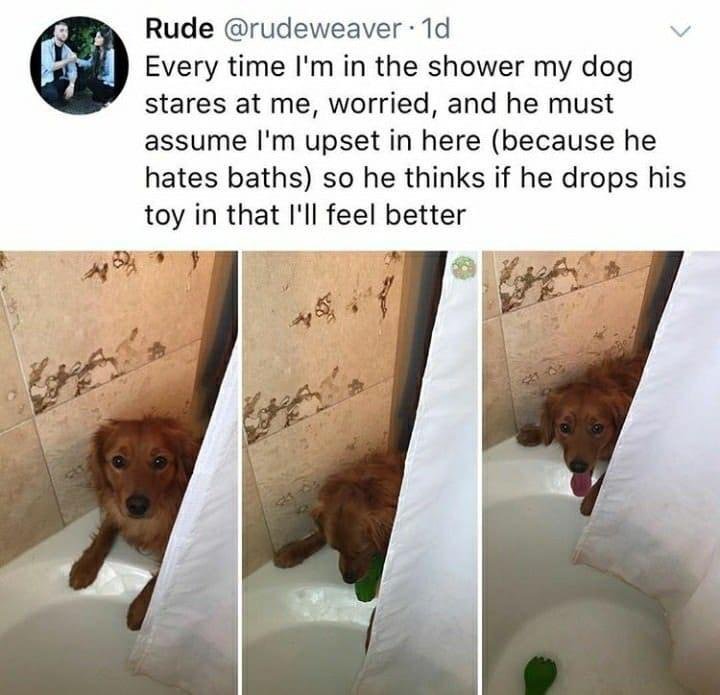 Rude @rudeweaver · 1d
Every time I'm in the shower my dog
stares at me, worried, and he must
assume I'm upset in here (because he
hates baths) so he thinks if he drops his
toy in that I'll feel better